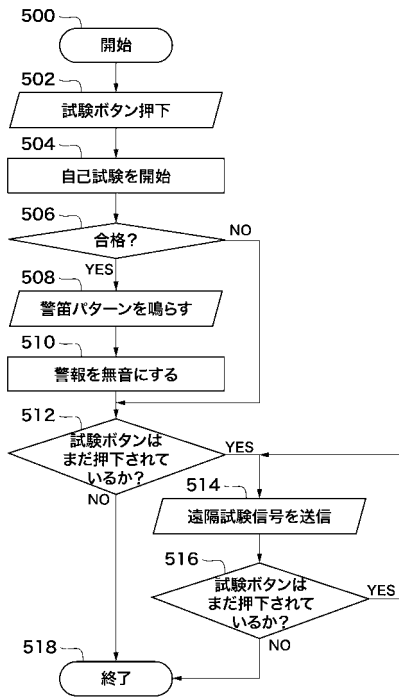 500
開始
502
試験ボタン押下
504
自己試験を開始
506
合格?
NO
YES
508
警笛パターンを鳴らす
510
警報を無音にする
512
試験ボタンは
まだ押下されて
いるか?
YES
NO
514
遠隔試験信号を送信
516
試験ボタンは
まだ押下されて
いるか?
YES
NO
518
終了